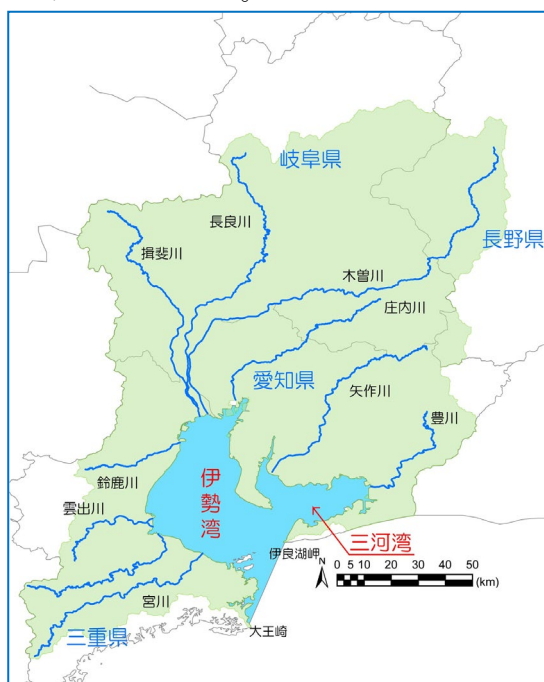 岐阜県
長良川
長野県
揖斐川
木曽川
庄内川
愛知県
矢作川
豊川
鈴鹿川
伊勢湾
雲出川
三河湾
伊良湖岬
N
0 5 10 20 30 40 50
(km)
宮川
三重県
大王崎